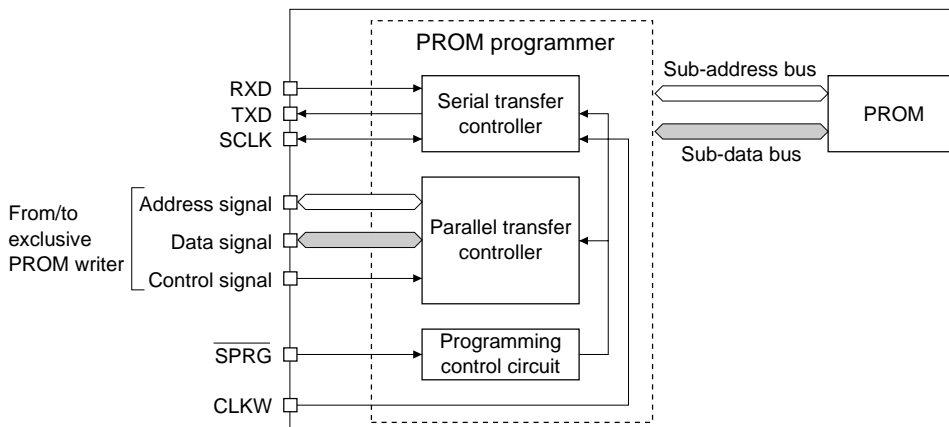 PROM programmer
RXD
TXD
SCLK
Serial transfer
controller
Sub-address bus
Sub-data bus
PROM
From/to
exclusive
PROM writer
Address signal
Data signal
Control signal
Parallel transfer
controller
SPRG
Programming
control circuit
CLKW